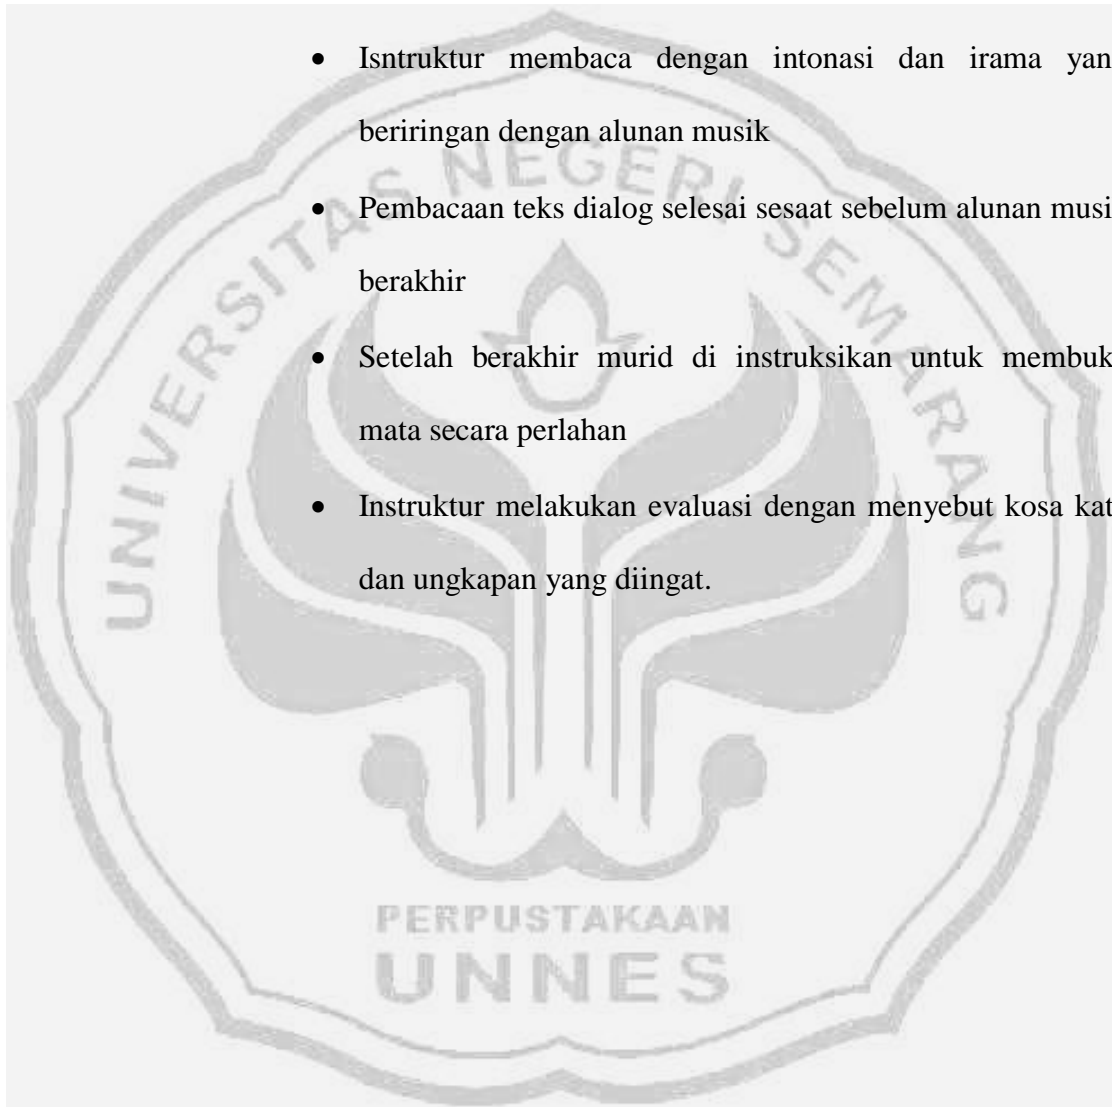 • Isntruktur membaca dengan intonasi dan irama yan
beriringan dengan alunan musik
• Pembacaan teks dialog selesai sesaat sebelum alunan musi
berakhir
• Setelah berakhir murid di instruksikan untuk membuk
mata secara perlahan
• Instruktur melakukan evaluasi dengan menyebut kosa kat
dan ungkapan yang diingat.
UNIVERSITAS NEGERI SEMARANG
PERPUSTAKAAN
UNNES